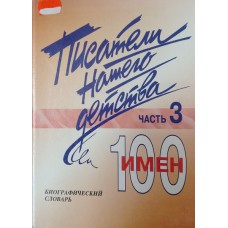 Писатели
нашего
детства
ЧАСТЬ 3
100
ИМЕН
БИОГРАФИЧЕСКИЙ
СЛОВАРЬ